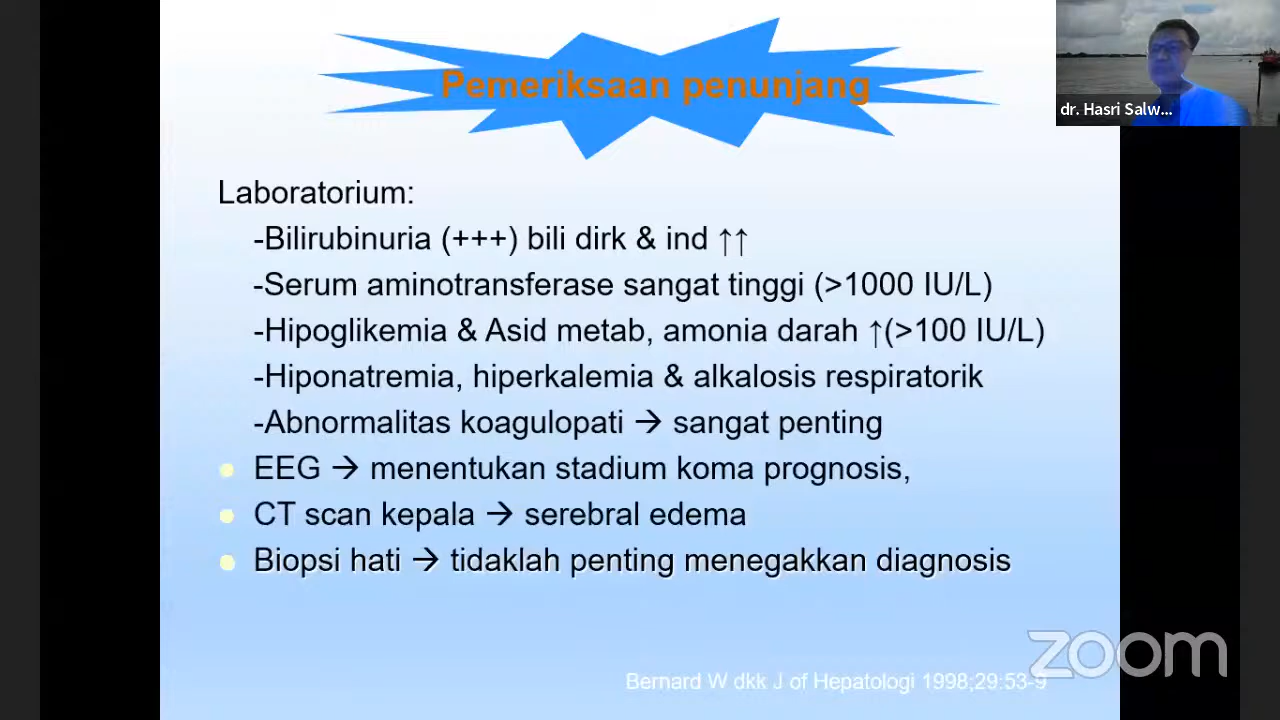 Pemeriksaan penunjang
dr. Hasri Salw...
Laboratorium:
-Bilirubinuria (+++) bili dirk & ind ↑↑
-Serum aminotransferase sangat tinggi (>1000 IU/L)
-Hipoglikemia & Asid metab, amonia darah ↑(>100 IU/L)
-Hiponatremia, hiperkalemia & alkalosis respiratorik
-Abnormalitas koagulopati → sangat penting
EEG → menentukan stadium koma prognosis,
CT scan kepala → serebral edema
Biopsi hati → tidaklah penting menegakkan diagnosis
zoom
Bernard W dkk J of Hepatologi 1998;29:53-9